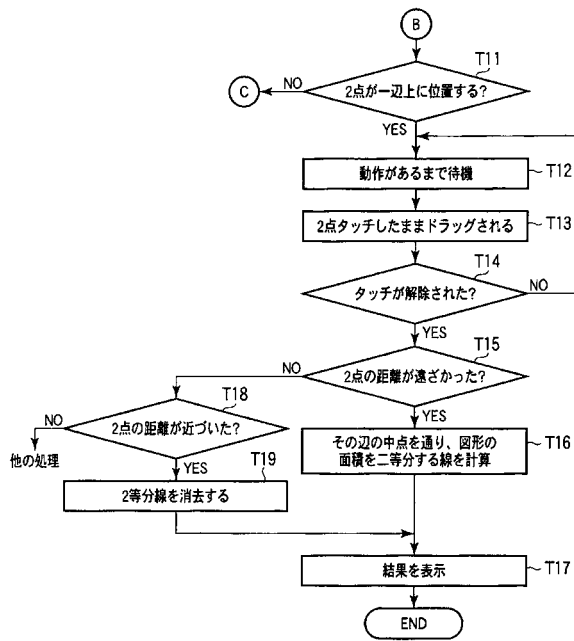 B
T11
2点が一辺上に位置する?
NO
C
YES
動作があるまで待機
T12
2点タッチしたままドラッグされる
T13
T14
タッチが解除された?
NO
YES
T15
2点の距離が遠ざかった?
NO
YES
T18
2点の距離が近づいた?
NO
他の処理
YES
その辺の中点を通り、図形の
面積を二等分する線を計算
T16
T19
2等分線を消去する
結果を表示
T17
END